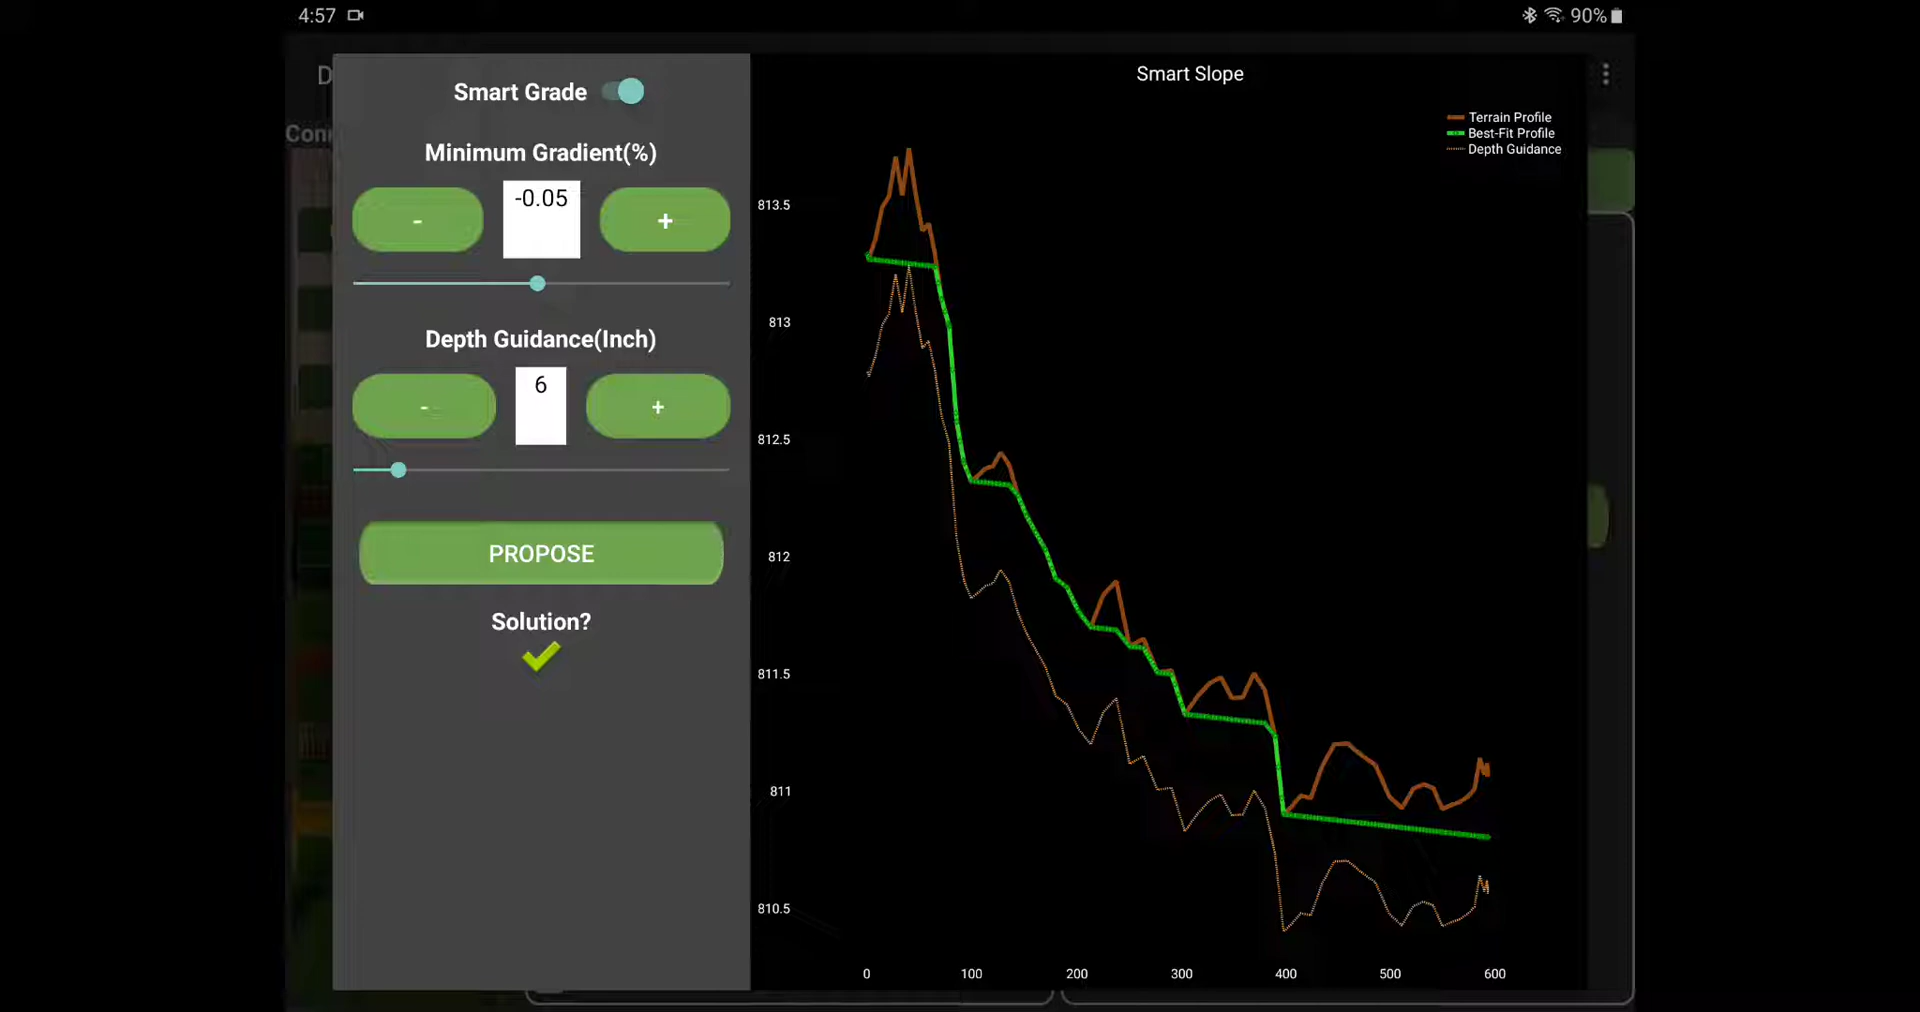 4:57
90%
D
Smart Grade
Smart Slope
Terrain Profile
Best-Fit Profile
Depth Guidance
Con
Minimum Gradient(%)
- -0.05 +
Depth Guidance(Inch)
- 6 +
PROPOSE
Solution?
813.5
813
812.5
812
811.5
811
810.5
0 100 200 300 400 500 600